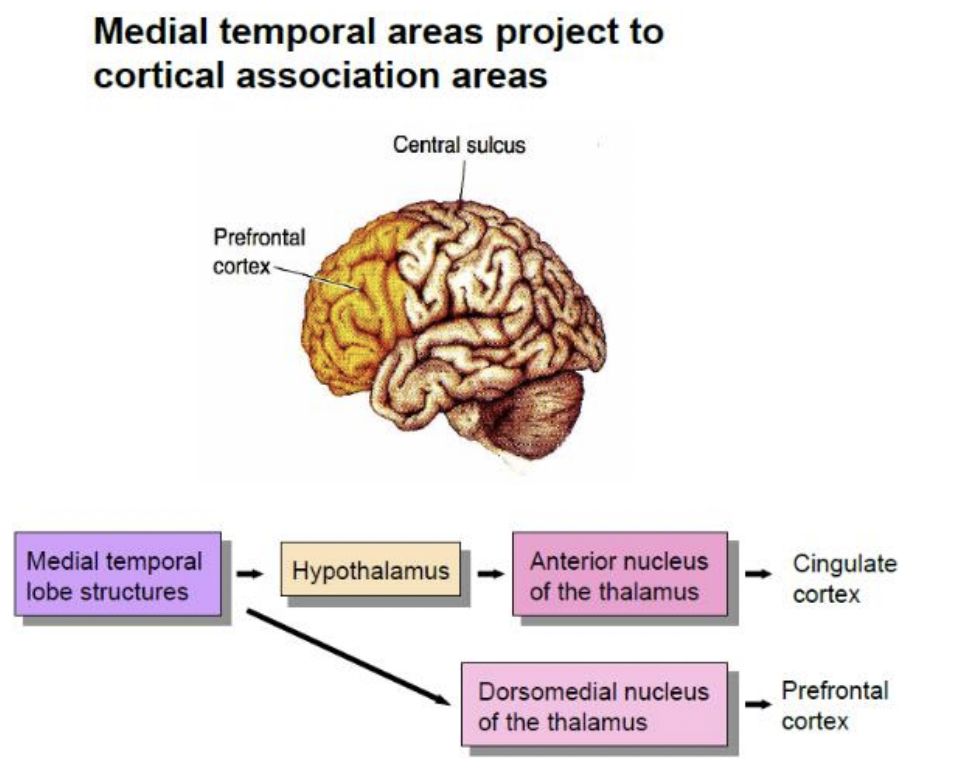 Medial temporal areas project to
cortical association areas
Central sulcus
Prefrontal
cortex
Medial temporal
lobe structures
Hypothalamus
Anterior nucleus
of the thalamus
Cingulate
cortex
Dorsomedial nucleus
of the thalamus
Prefrontal
cortex